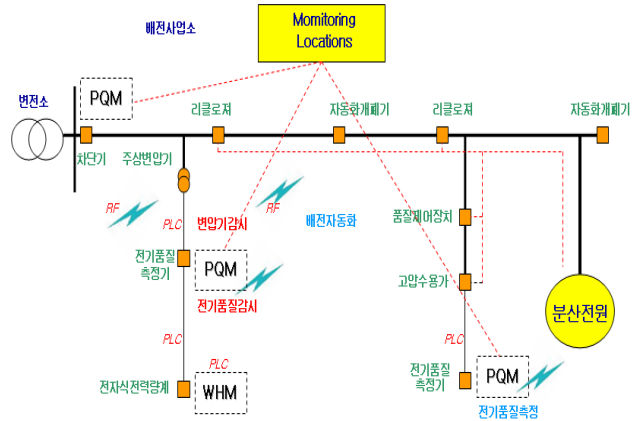 배전사업소
Momitoring
Locations
변전소
PQM
리클로져
자동화개폐기
리클로져
자동화개폐기
차단기
주상변압기
RF
PLC
변압기감시
RF
배전자동화
품질제어장치
전기품질
측정기
PQM
고압수용가
분산전원
전기품질감시
PLC
PLC
PLC
전기품질
측정기
PQM
전자식전력량계
WHM
전기품질측정